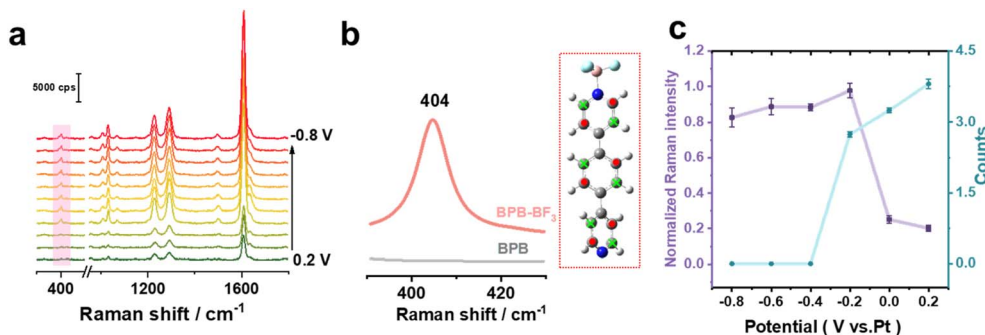 a
5000 cps
-0.8 V
0.2 V
400
1200
1600
Raman shift / cm-1
b
404
BPB-BF3
BPB
400
420
Raman shift / cm-1
c
Normalized Raman intensity
1.2
1.0
0.8
0.6
0.4
0.2
0.0
4.5
3.0
1.5
0.0
Counts
-0.8 -0.6 -0.4 -0.2 0.0 0.2
Potential ( V vs.Pt )